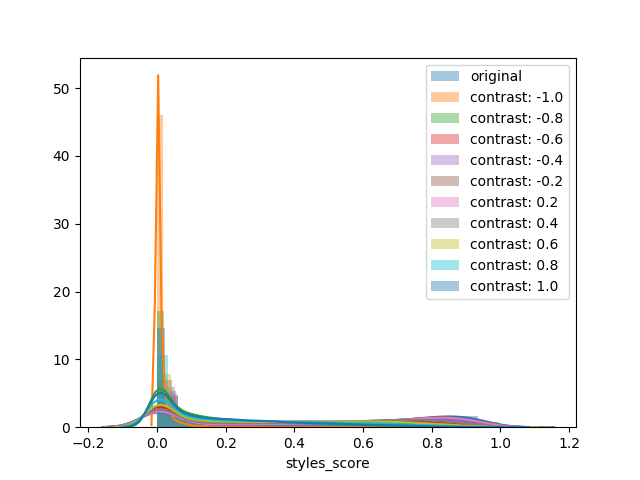 50
40
30
20
10
0
−0.2
0.0
0.2
0.4
0.6
0.8
1.0
1.2
styles_score
original
contrast: -1.0
contrast: -0.8
contrast: -0.6
contrast: -0.4
contrast: -0.2
contrast: 0.2
contrast: 0.4
contrast: 0.6
contrast: 0.8
contrast: 1.0